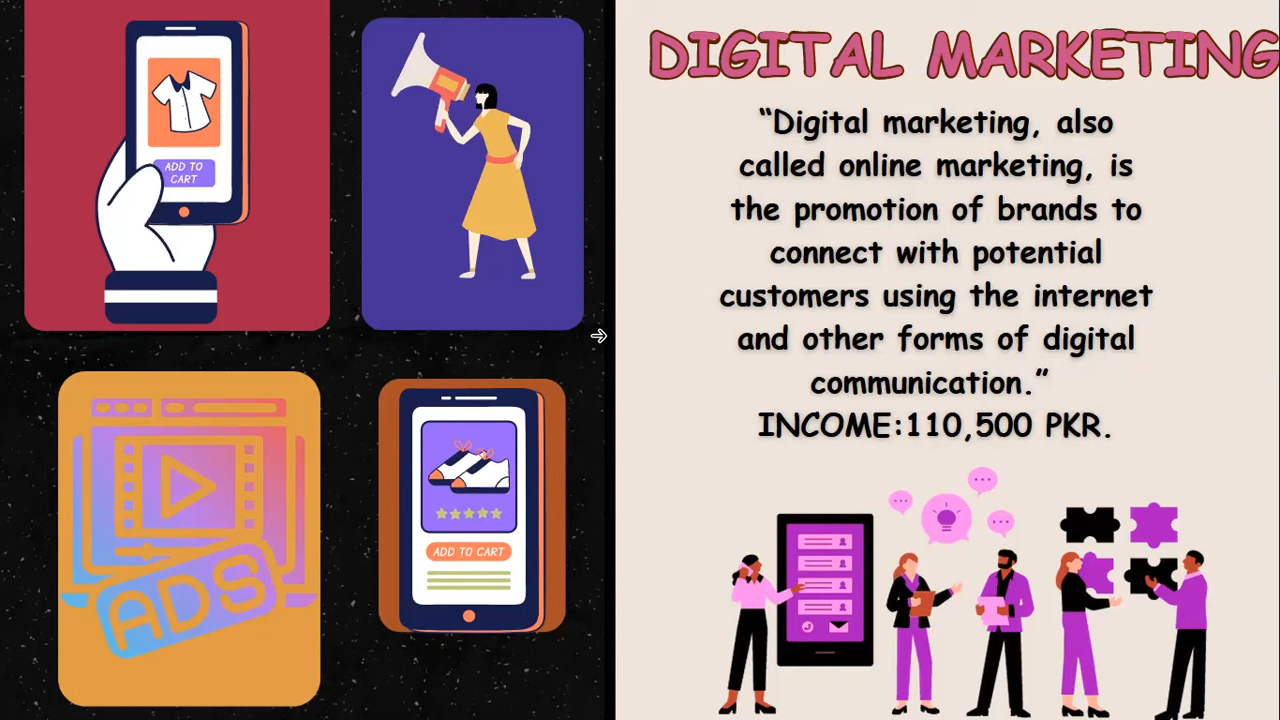 ADD TO
CART
ADS
ADD TO CART
DIGITAL MARKETING
“Digital marketing, also
called online marketing, is
the promotion of brands to
connect with potential
customers using the internet
and other forms of digital
communication.”
INCOME:110,500 PKR.